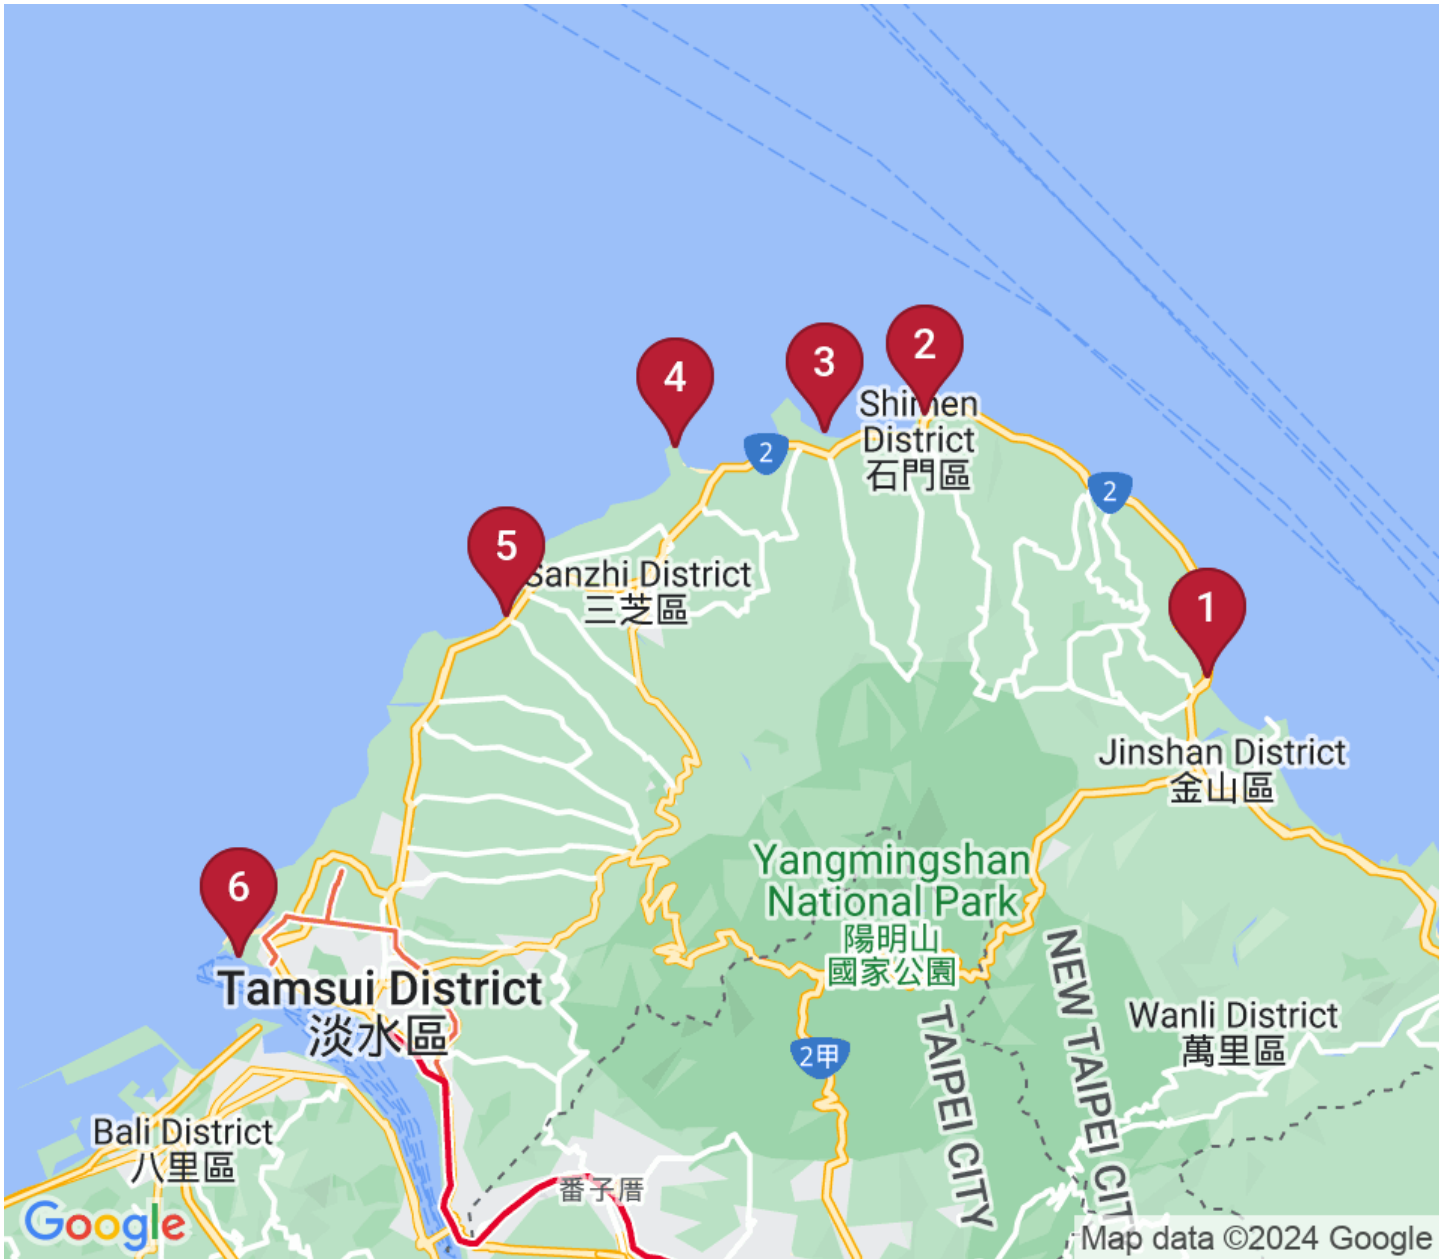 4
3
2
Shimen
District
石門區
2
2
5
Sanzhi District
三芝區
1
Jinshan District
金山區
6
Yangmingshan
National Park
陽明山
國家公園
Tamsui District
淡水區
2甲
TAIPEI CITY
NEW TAIPEI CIT
Wanli District
萬里區
Bali District
八里區
番子厝
Google
Map data ©2024 Google